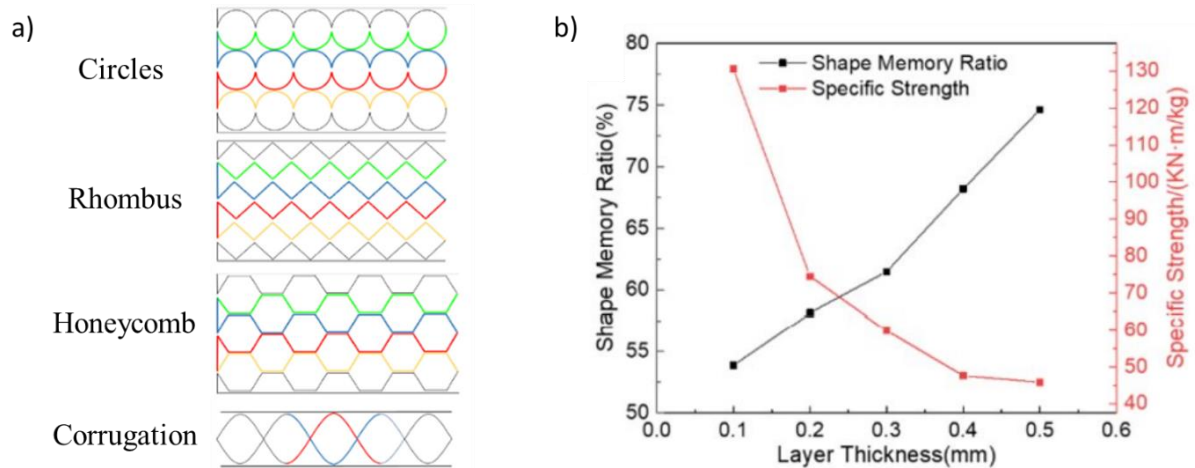 a)
Circles
Rhombus
Honeycomb
Corrugation
b)
Shape Memory Ratio
Specific Strength
Shape Memory Ratio(%)
80
75
70
65
60
55
50
0.0 0.1 0.2 0.3 0.4 0.5 0.6
Layer Thickness(mm)
130
120
110
100
90
80
70
60
50
40
Specific Strength/(KN·m/kg)